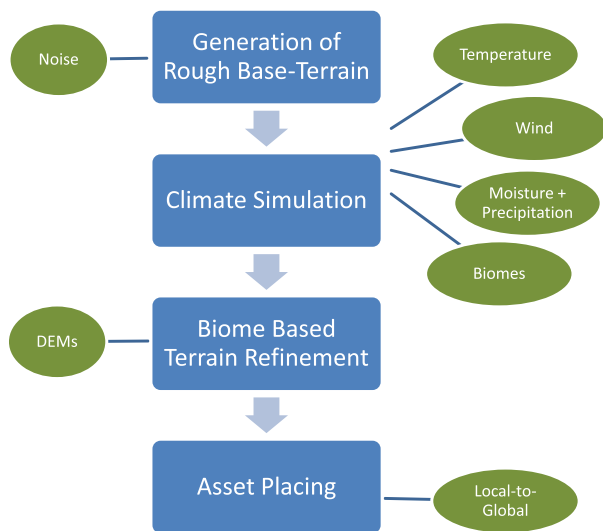 Noise
Generation of
Rough Base-Terrain
Temperature
Wind
Climate Simulation
Moisture +
Precipitation
Biomes
DEMs
Biome Based
Terrain Refinement
Asset Placing
Local-to-
Global